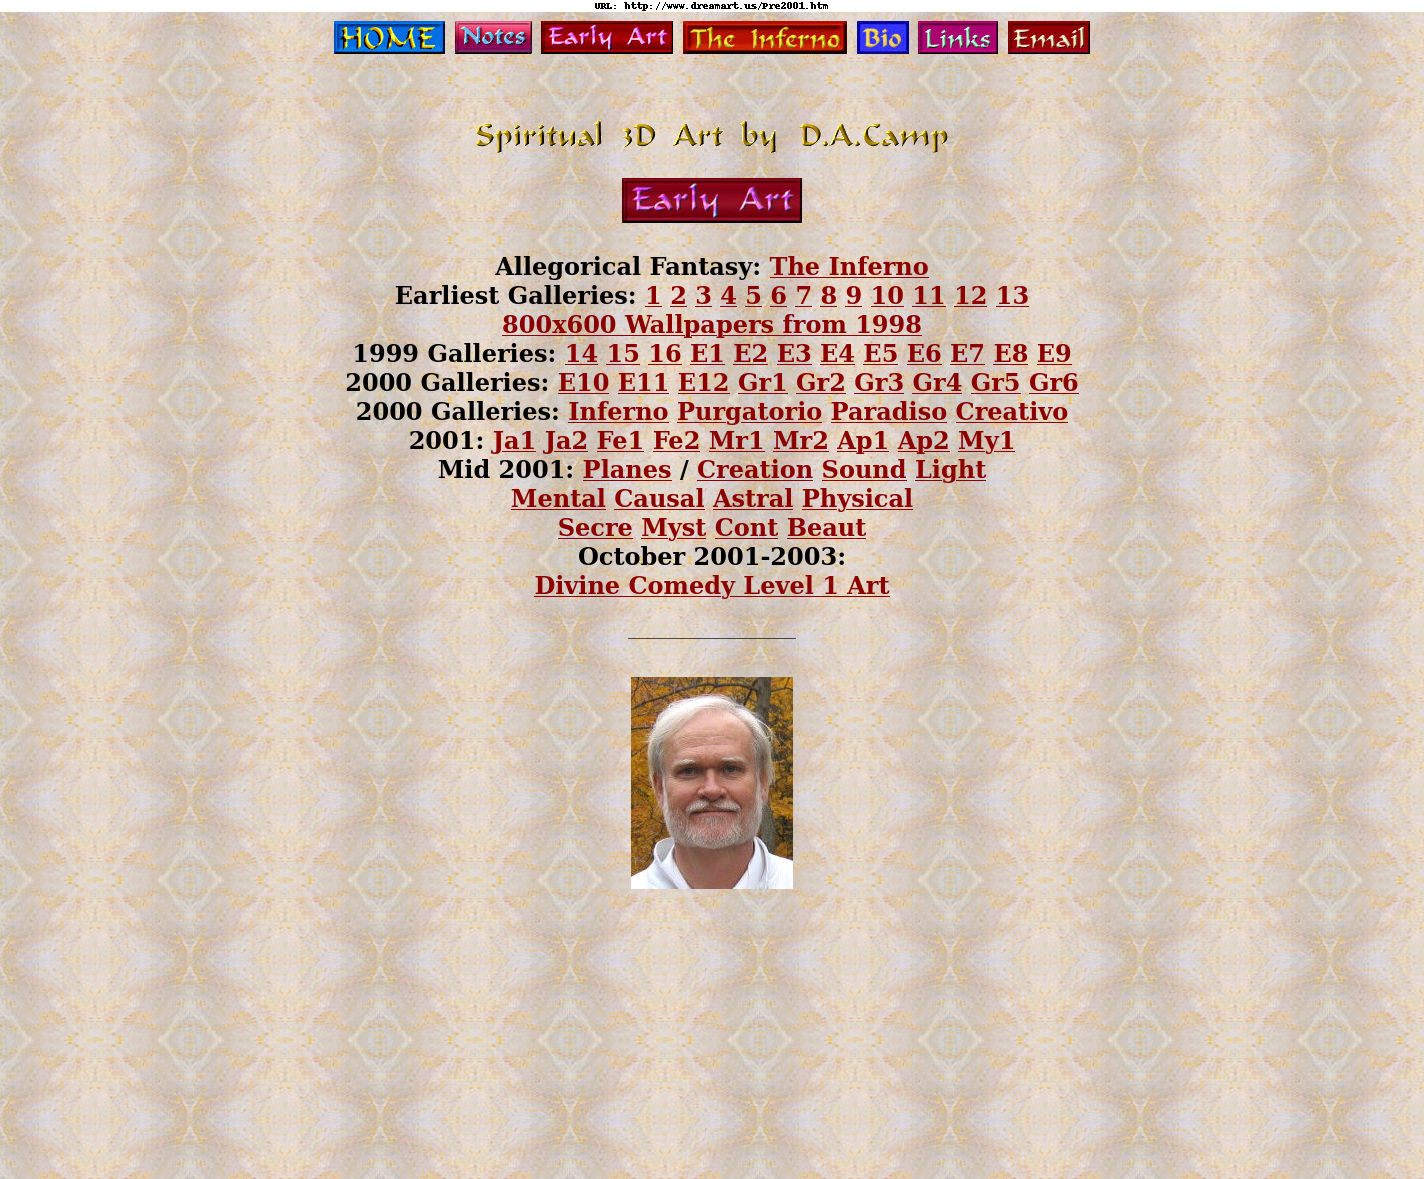 URL: http://www.dreamart.us/Pre2001.htm
HOME Notes Early Art The Inferno Bio Links Email
Spiritual 3D Art by D.A.Camp
Early Art
Allegorical Fantasy: The Inferno
Earliest Galleries: 1 2 3 4 5 6 7 8 9 10 11 12 13
800x600 Wallpapers from 1998
1999 Galleries: 14 15 16 E1 E2 E3 E4 E5 E6 E7 E8 E9
2000 Galleries: E10 E11 E12 Gr1 Gr2 Gr3 Gr4 Gr5 Gr6
2000 Galleries: Inferno Purgatorio Paradiso Creativo
2001: Ja1 Ja2 Fe1 Fe2 Mr1 Mr2 Ap1 Ap2 My1
Mid 2001: Planes / Creation Sound Light
Mental Causal Astral Physical
Secre Myst Cont Beaut
October 2001-2003:
Divine Comedy Level 1 Art